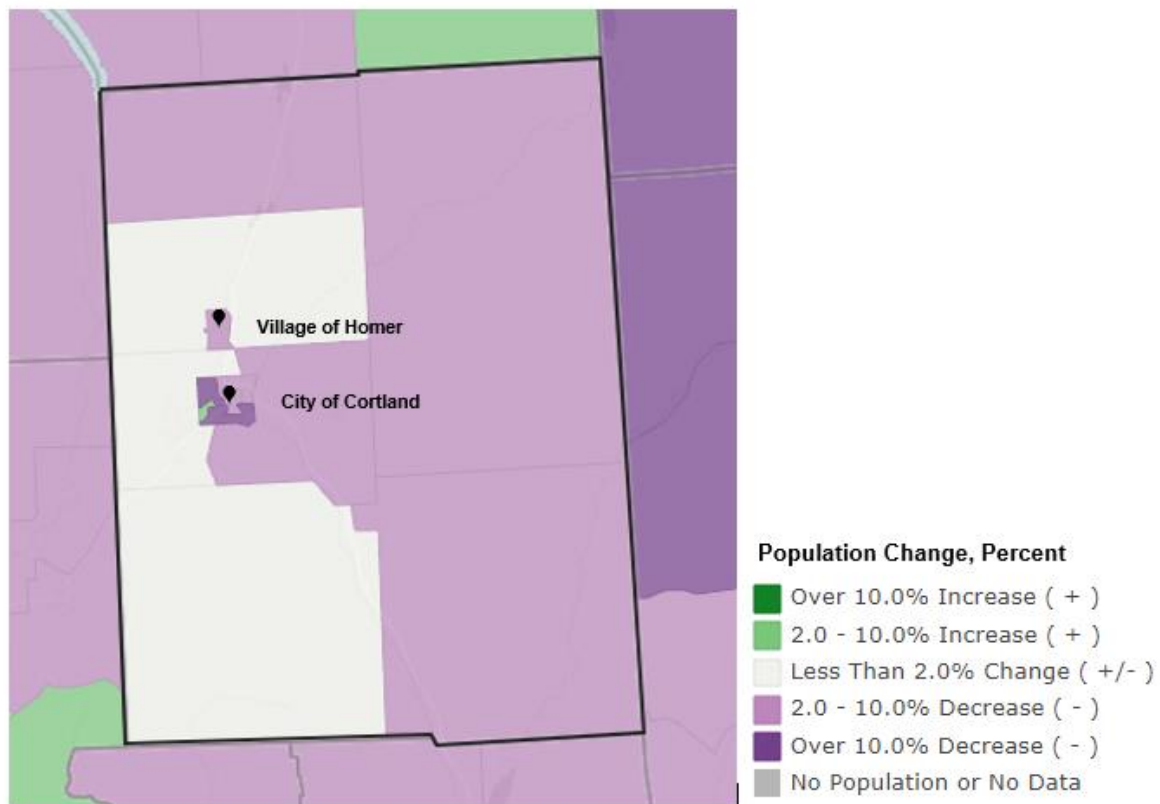 Village of Homer
City of Cortland
Population Change, Percent
Over 10.0% Increase ( + )
2.0 - 10.0% Increase ( + )
Less Than 2.0% Change ( +/- )
2.0 - 10.0% Decrease ( - )
Over 10.0% Decrease ( - )
No Population or No Data